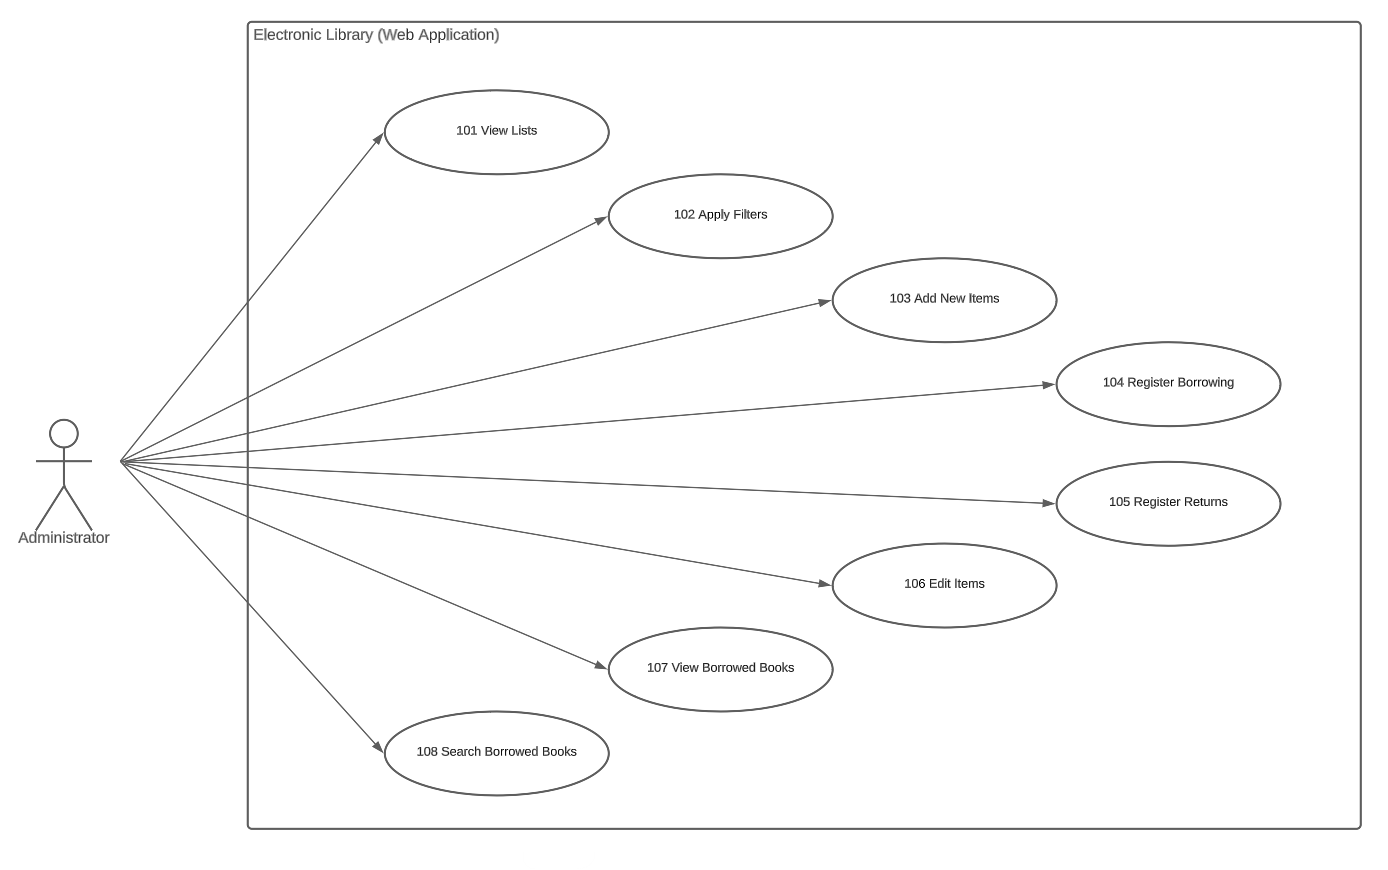 Electronic Library (Web Application)
101 View Lists
102 Apply Filters
103 Add New Items
104 Register Borrowing
105 Register Returns
Administrator
106 Edit Items
107 View Borrowed Books
108 Search Borrowed Books